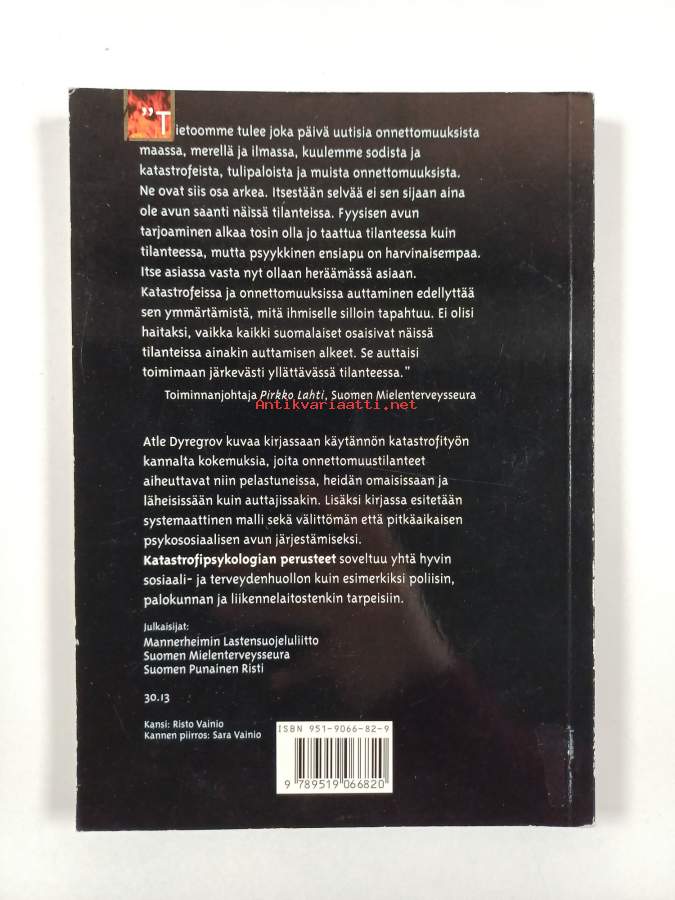 ”Tietoomme tulee joka päivä uutisia onnettomuuksista
maassa, merellä ja ilmassa, kuulemme sodista ja
katastrofeista, tulipaloista ja muista onnettomuuksista.
Ne ovat siis osa arkea. Itsestään selvää ei sen sijaan aina
ole avun saanti näissä tilanteissa. Fyysisen avun
tarjoaminen alkaa tosin olla jo taattua tilanteessa kuin
tilanteessa, mutta psyykkinen ensiapu on harvinaisempaa.
Itse asiassa vasta nyt ollaan heräämässä asiaan.
Katastrofeissa ja onnettomuuksissa auttaminen edellyttää
sen ymmärtämistä, mitä ihmiselle silloin tapahtuu. Ei olisi
haitaksi, vaikka kaikki suomalaiset osaisivat näissä
tilanteissa ainakin auttamisen alkeet. Se auttaisi
toimimaan järkevästi yllättävässä tilanteessa.”
Toiminnanjohtaja Pirkko Lahti, Suomen Mielenterveysseura
Antikvariaatti.net
Atle Dyregrov kuvaa kirjassaan käytännön katastrofityön
kannalta kokemuksia, joita onnettomuustilanteet
aiheuttavat niin pelastuneissa, heidän omaisissaan ja
läheisissään kuin auttajissakin. Lisäksi kirjassa esitetään
systemaattinen malli sekä välittömän että pitkäaikaisen
psykososiaalisen avun järjestämiseksi.
Katastrofipsykologian perusteet soveltuu yhtä hyvin
sosiaali- ja terveydenhuollon kuin esimerkiksi poliisin,
palokunnan ja liikennelaitostenkin tarpeisiin.
Julkaisijat:
Mannerheimin Lastensuojeluliitto
Suomen Mielenterveysseura
Suomen Punainen Risti
30.13
Kansi: Risto Vainio
Kannen piirros: Sara Vainio
ISBN 951-9066-82-9
9 789519 066820